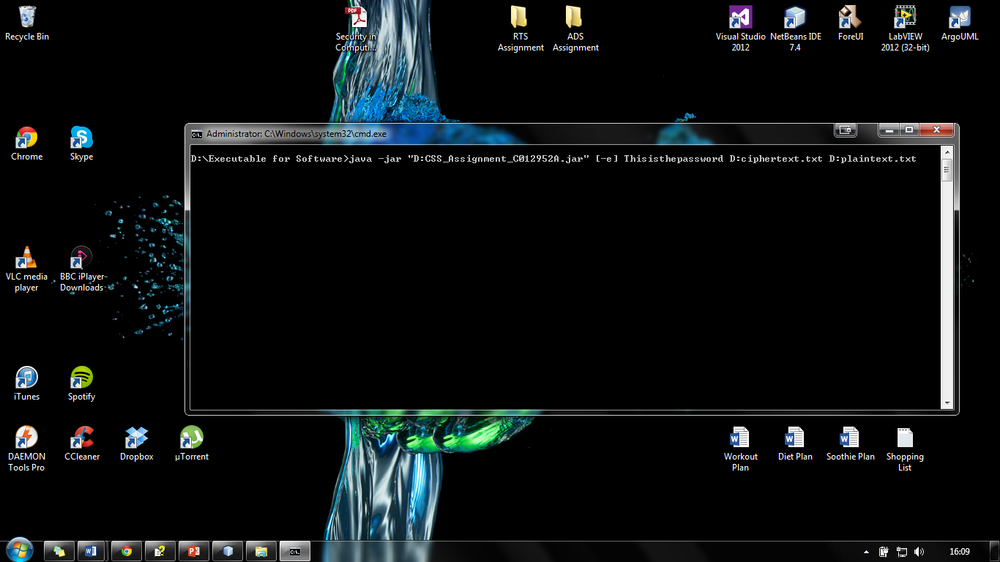 Recycle Bin
PDF
Security in
Computi...
RTS
Assignment
ADS
Assignment
Visual Studio
2012
NetBeans IDE
7.4
ForeUI
LabVIEW
2012 (32-bit)
ArgoUML
Administrator: C:\Windows\system32\cmd.exe
D:\Executable for Software>java -jar "D:CSS_Assignment_C012952A.jar" [-e] Thisisthepassword D:ciphertext.txt D:plaintext.txt
Chrome
Skype
VLC media
player
BBC iPlayer
Downloads
iTunes
Spotify
DAEMON
Tools Pro
CCleaner
Dropbox
µTorrent
Workout
Plan
Diet Plan
Soothie Plan
Shopping
List
16:09